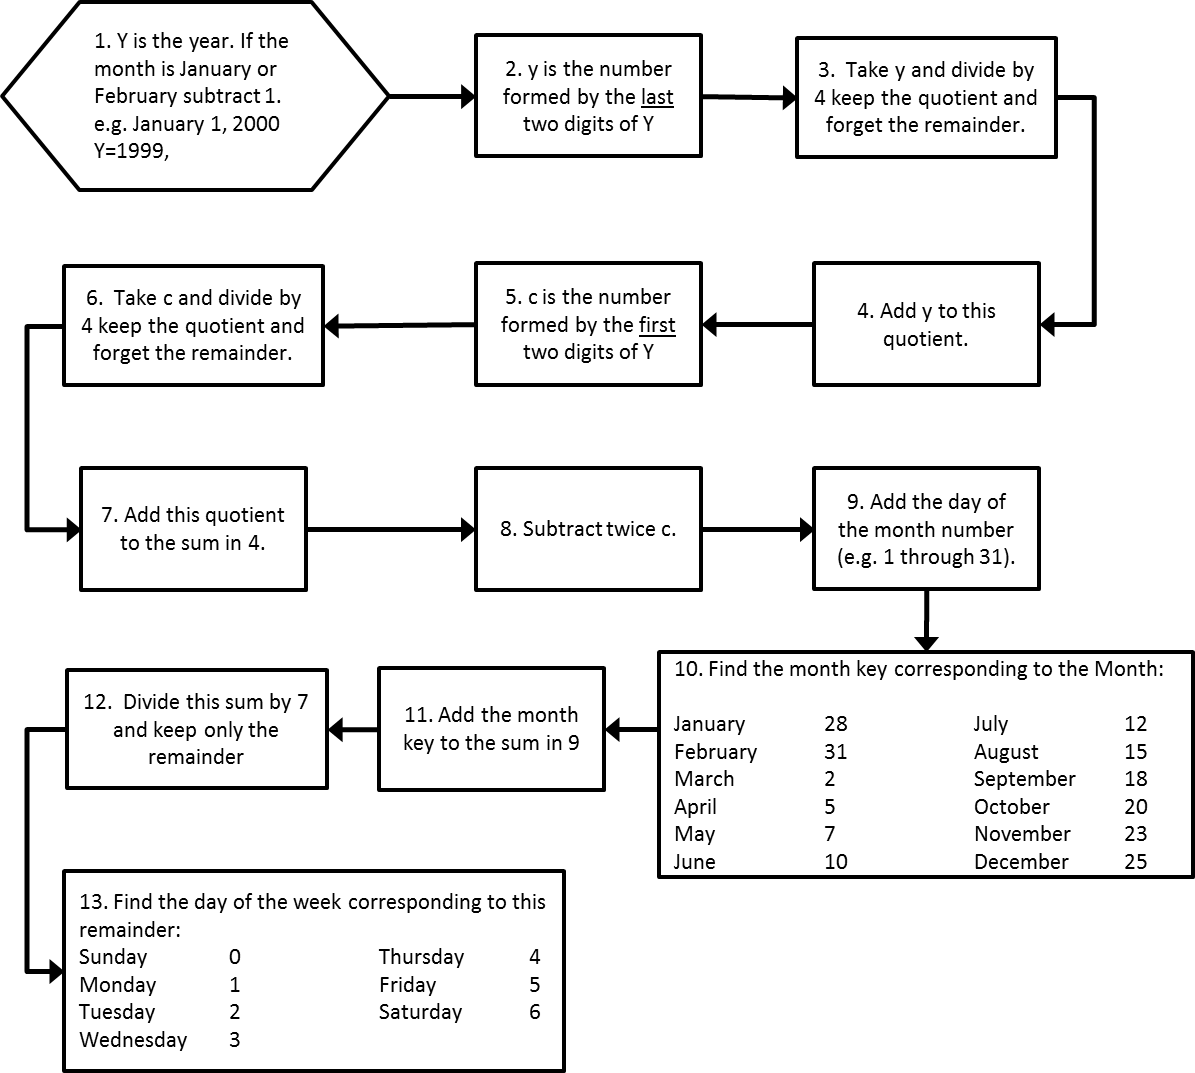 1. Y is the year. If the
month is January or
February subtract 1.
e.g. January 1, 2000
Y=1999,
2. y is the number
formed by the last
two digits of Y
3.  Take y and divide by
4 keep the quotient and
forget the remainder.
4. Add y to this
quotient.
5. c is the number
formed by the first
two digits of Y
6.  Take c and divide by
4 keep the quotient and
forget the remainder.
7. Add this quotient
to the sum in 4.
8. Subtract twice c.
9. Add the day of
the month number
(e.g. 1 through 31).
10. Find the month key corresponding to the Month:
January 28 July 12
February 31 August 15
March 2 September 18
April 5 October 20
May 7 November 23
June 10 December 25
11. Add the month
key to the sum in 9
12.  Divide this sum by 7
and keep only the
remainder
13. Find the day of the week corresponding to this
remainder:
Sunday 0 Thursday 4
Monday 1 Friday 5
Tuesday 2 Saturday 6
Wednesday 3